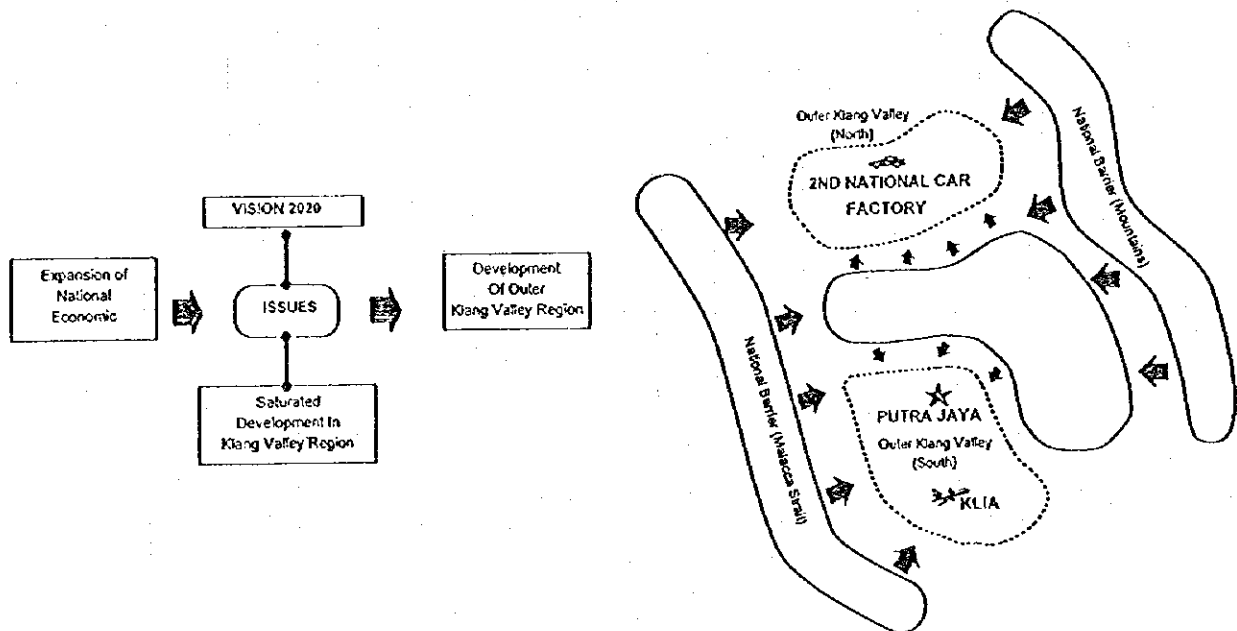 VISION 2020
Expansion of
National
Economic
ISSUES
Development
Of Outer
Klang Valley Region
Saturated
Development In
Klang Valley Region
Outer Klang Valley
(North)
2ND NATIONAL CAR
FACTORY
National Barrier (Mountains)
National Barrier (Malacca Strait)
PUTRA JAYA
Outer Klang Valley
(South)
KLIA